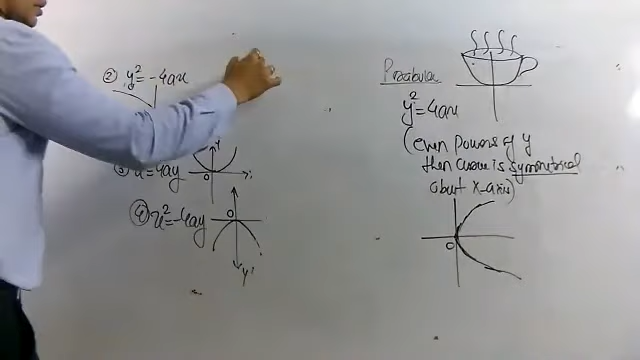 ② y² = -4ax
③ x² = 4ay
Y
O
x
④ x² = -4ay
O
Y'
Parabola
y² = 4ax
(even powers of y
then curve is symmetrical
about x-axis)
O